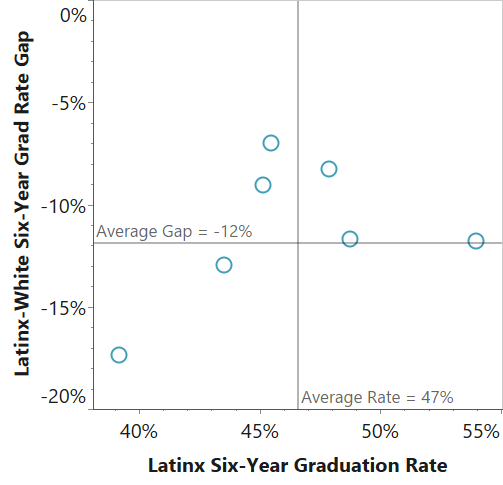 Latinx-White Six-Year Grad Rate Gap
0%
-5%
-10%
-15%
-20%
Average Gap = -12%
Average Rate = 47%
40%
45%
50%
55%
Latinx Six-Year Graduation Rate